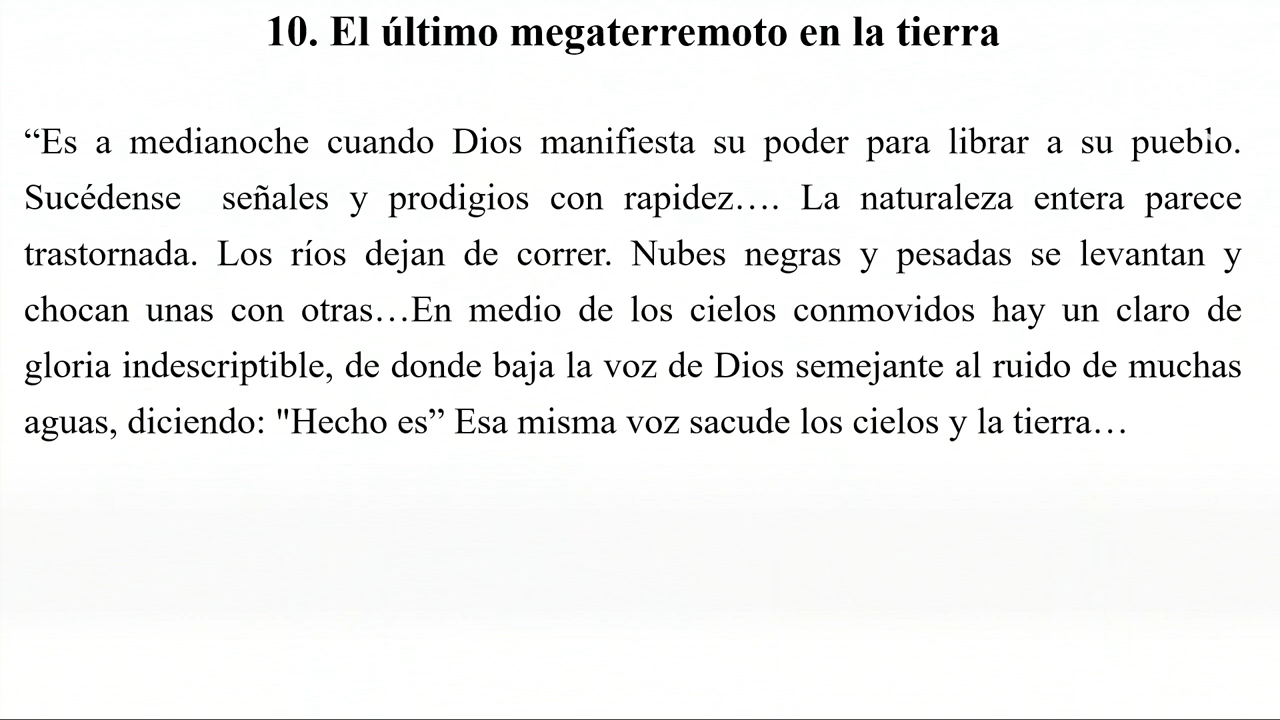 10. El último megaterremoto en la tierra
“Es a medianoche cuando Dios manifiesta su poder para librar a su pueblo.
Sucédense señales y prodigios con rapidez…. La naturaleza entera parece
trastornada. Los ríos dejan de correr. Nubes negras y pesadas se levantan y
chocan unas con otras…En medio de los cielos conmovidos hay un claro de
gloria indescriptible, de donde baja la voz de Dios semejante al ruido de muchas
aguas, diciendo: "Hecho es” Esa misma voz sacude los cielos y la tierra…